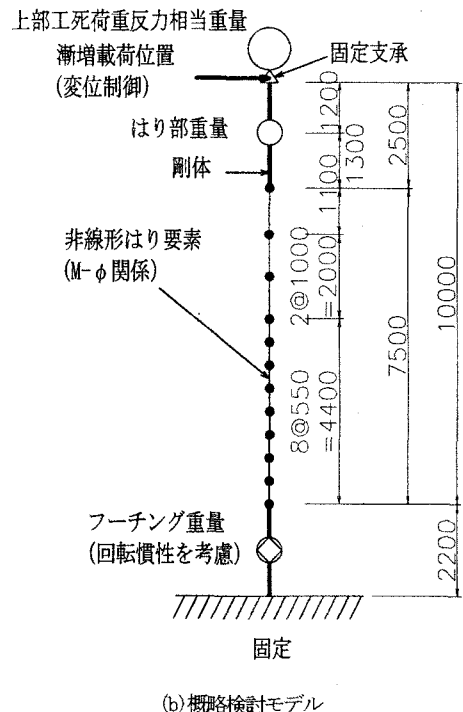 上部工死荷重反力相当重量
漸増載荷位置
(変位制御)
固定支承
はり部重量
剛体
1200
1300
2500
1100
非線形はり要素
(M-φ関係)
2@1000
=2000
10000
7500
8@550
=4400
フーチング重量
(回転慣性を考慮)
2200
固定
(b)概略検討モデル